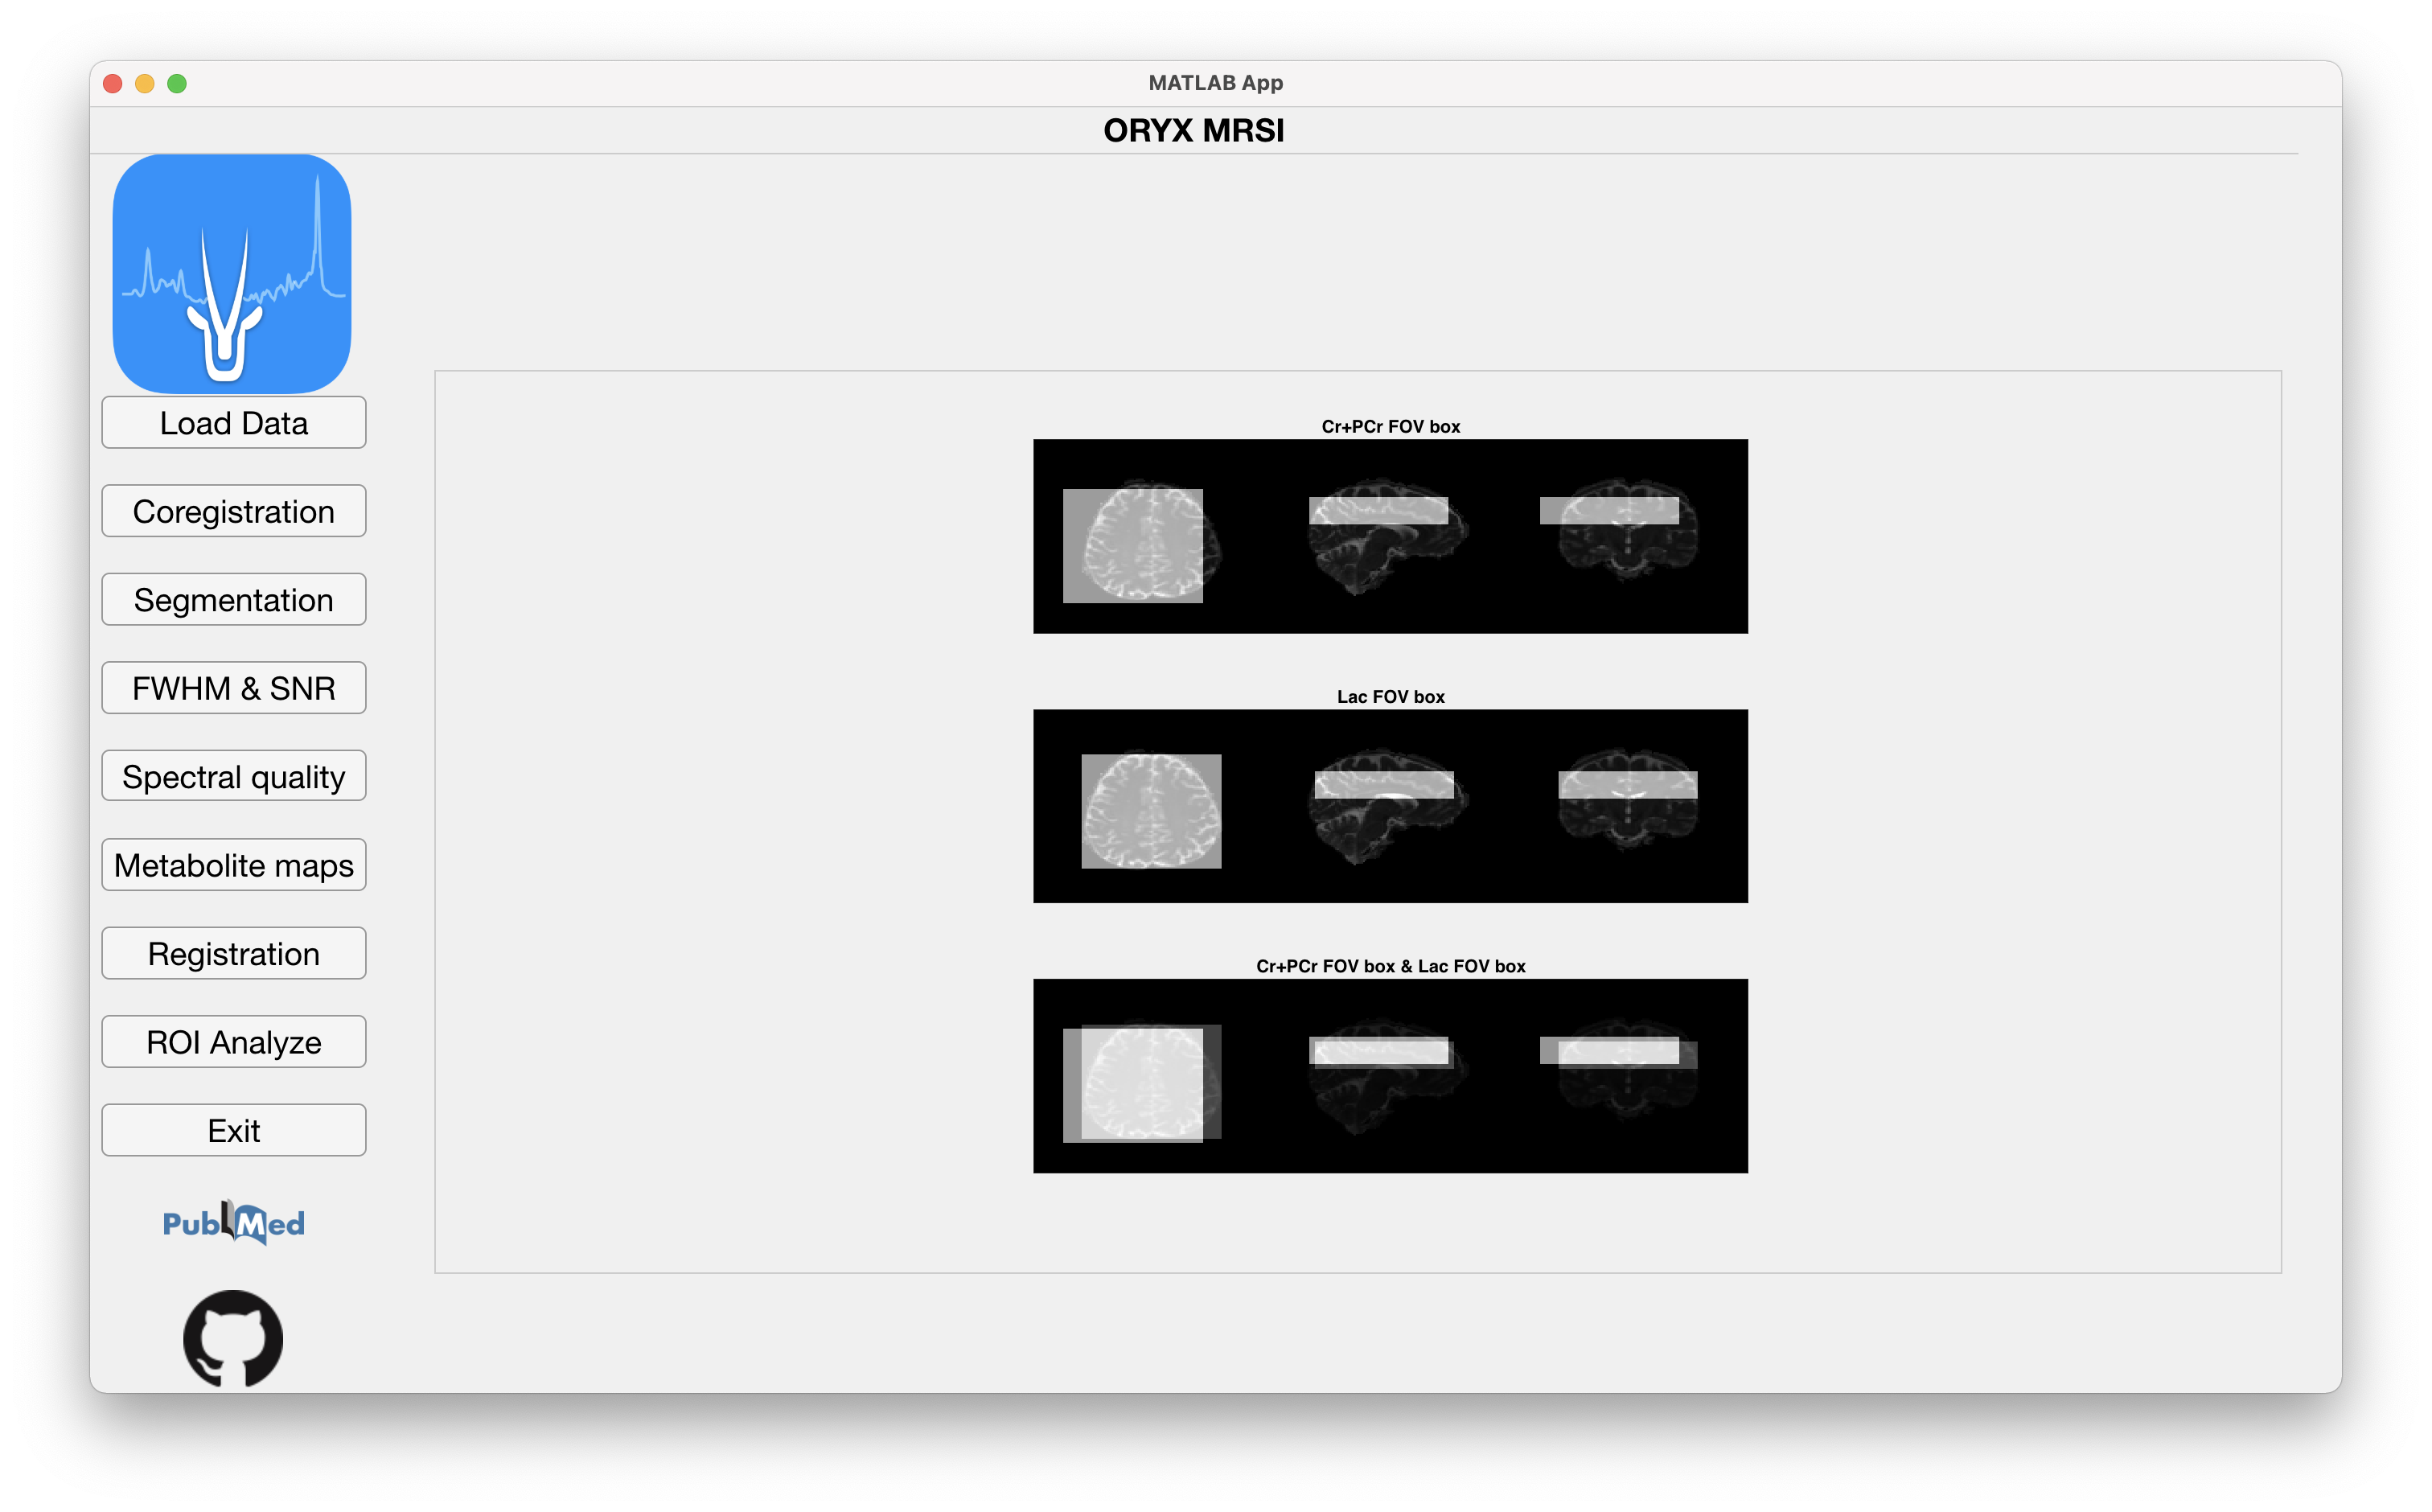 MATLAB App
ORYX MRSI
Load Data
Coregistration
Segmentation
FWHM & SNR
Spectral quality
Metabolite maps
Registration
ROI Analyze
Exit
PubMed
Cr+PCr FOV box
Lac FOV box
Cr+PCr FOV box & Lac FOV box